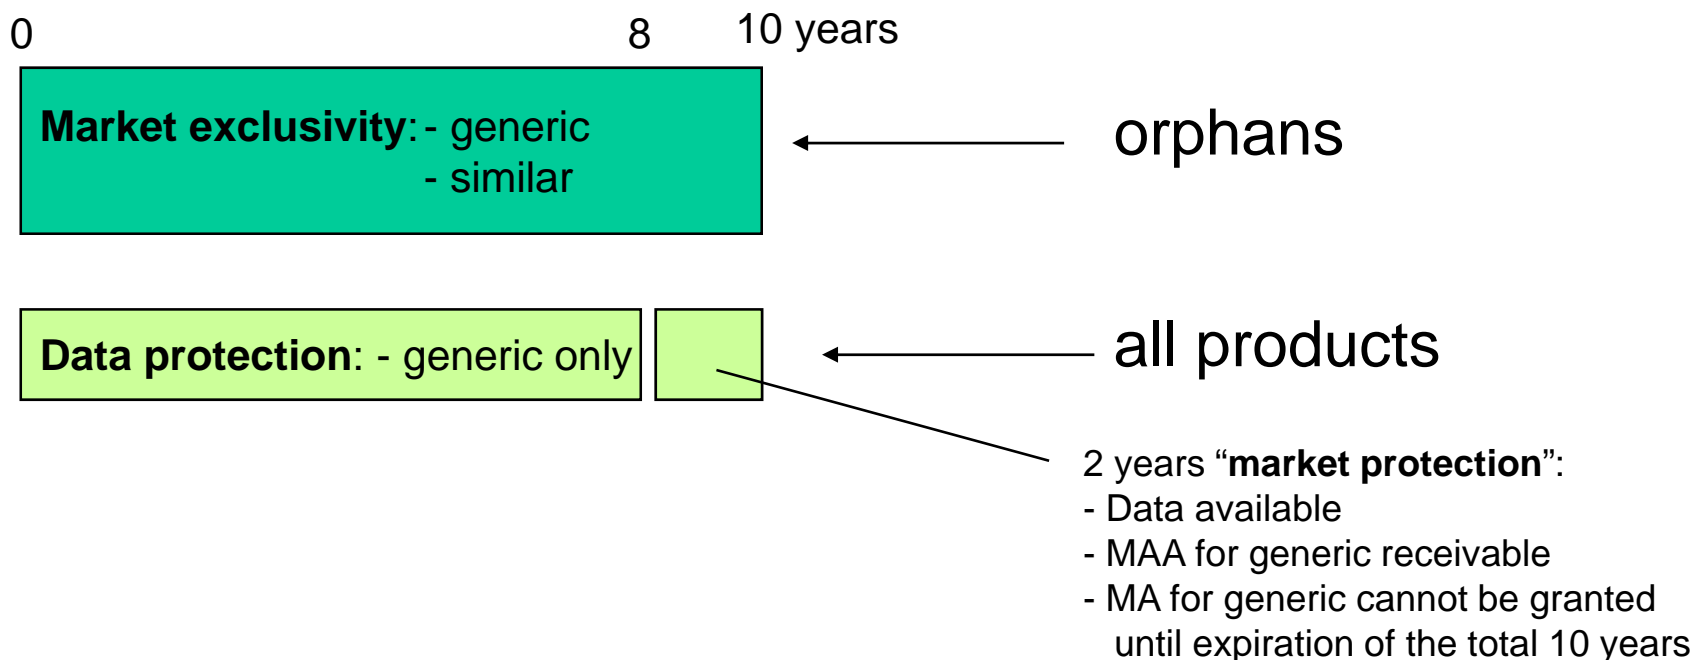 0 8 10 years
Market exclusivity: - generic
- similar
orphans
Data protection: - generic only
all products
2 years “market protection”:
- Data available
- MAA for generic receivable
- MA for generic cannot be granted
until expiration of the total 10 years